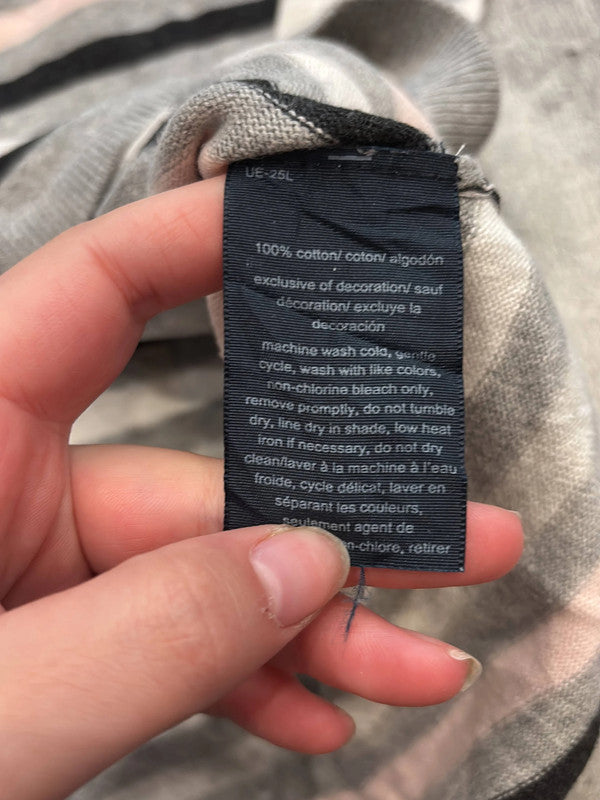 UE-25L
100% cotton/ coton/ algodón
exclusive of decoration/ sauf
décoration/ excluye la
decoración
machine wash cold, gentle
cycle, wash with like colors,
non-chlorine bleach only,
remove promptly, do not tumble
dry, line dry in shade, low heat
iron if necessary, do not dry
clean/laver à la machine à l'eau
froide, cycle délicat, laver en
séparant les couleurs,
seulement agent de
retirer